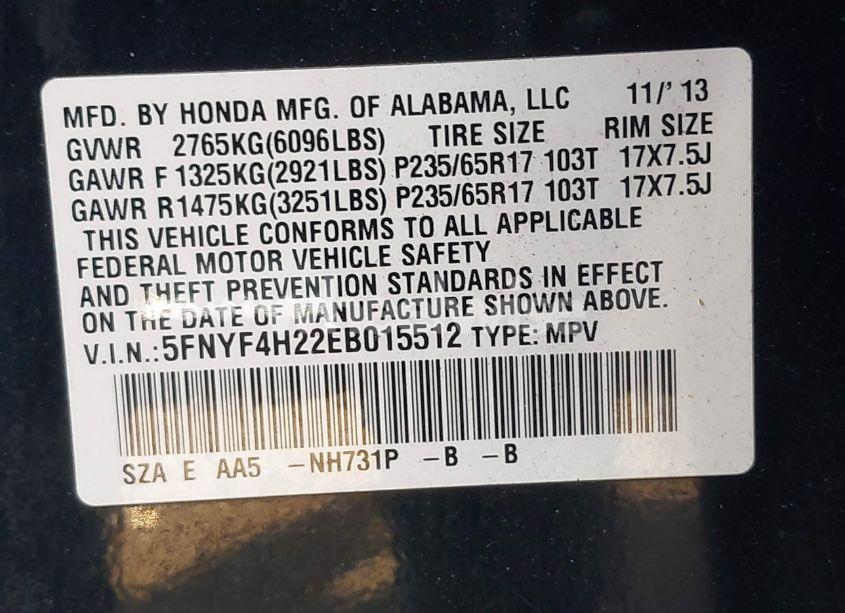 MFD. BY HONDA MFG. OF ALABAMA, LLC 11/'13
GVWR 2765KG(6096LBS) TIRE SIZE RIM SIZE
GAWR F 1325KG(2921LBS) P235/65R17 103T 17X7.5J
GAWR R1475KG(3251LBS) P235/65R17 103T 17X7.5J
THIS VEHICLE CONFORMS TO ALL APPLICABLE
FEDERAL MOTOR VEHICLE SAFETY
AND THEFT PREVENTION STANDARDS IN EFFECT
ON THE DATE OF MANUFACTURE SHOWN ABOVE.
V.I.N.:5FNYF4H22EB015512 TYPE: MPV
SZA E AA5 -NH731P -B -B